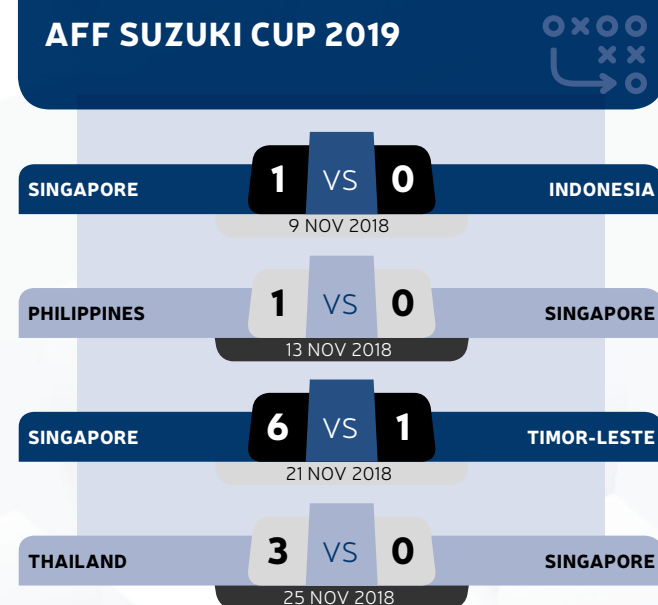 AFF SUZUKI CUP 2019
SINGAPORE 1 VS 0 INDONESIA
9 NOV 2018
PHILIPPINES 1 VS 0 SINGAPORE
13 NOV 2018
SINGAPORE 6 VS 1 TIMOR-LESTE
21 NOV 2018
THAILAND 3 VS 0 SINGAPORE
25 NOV 2018